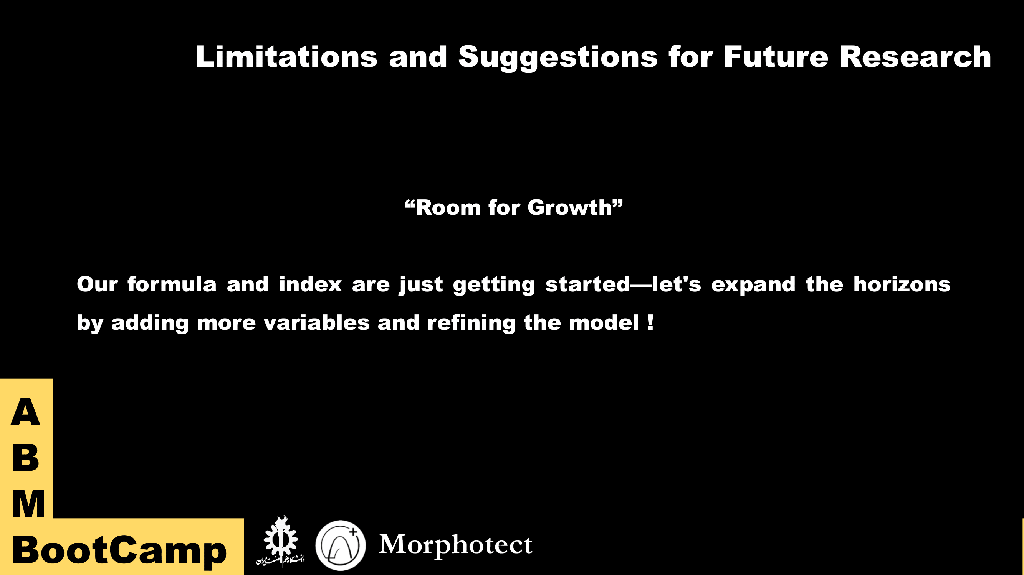 Limitations and Suggestions for Future Research
“Room for Growth”
Our formula and index are just getting started—let's expand the horizons
by adding more variables and refining the model !
A
B
M
BootCamp
Morphotect